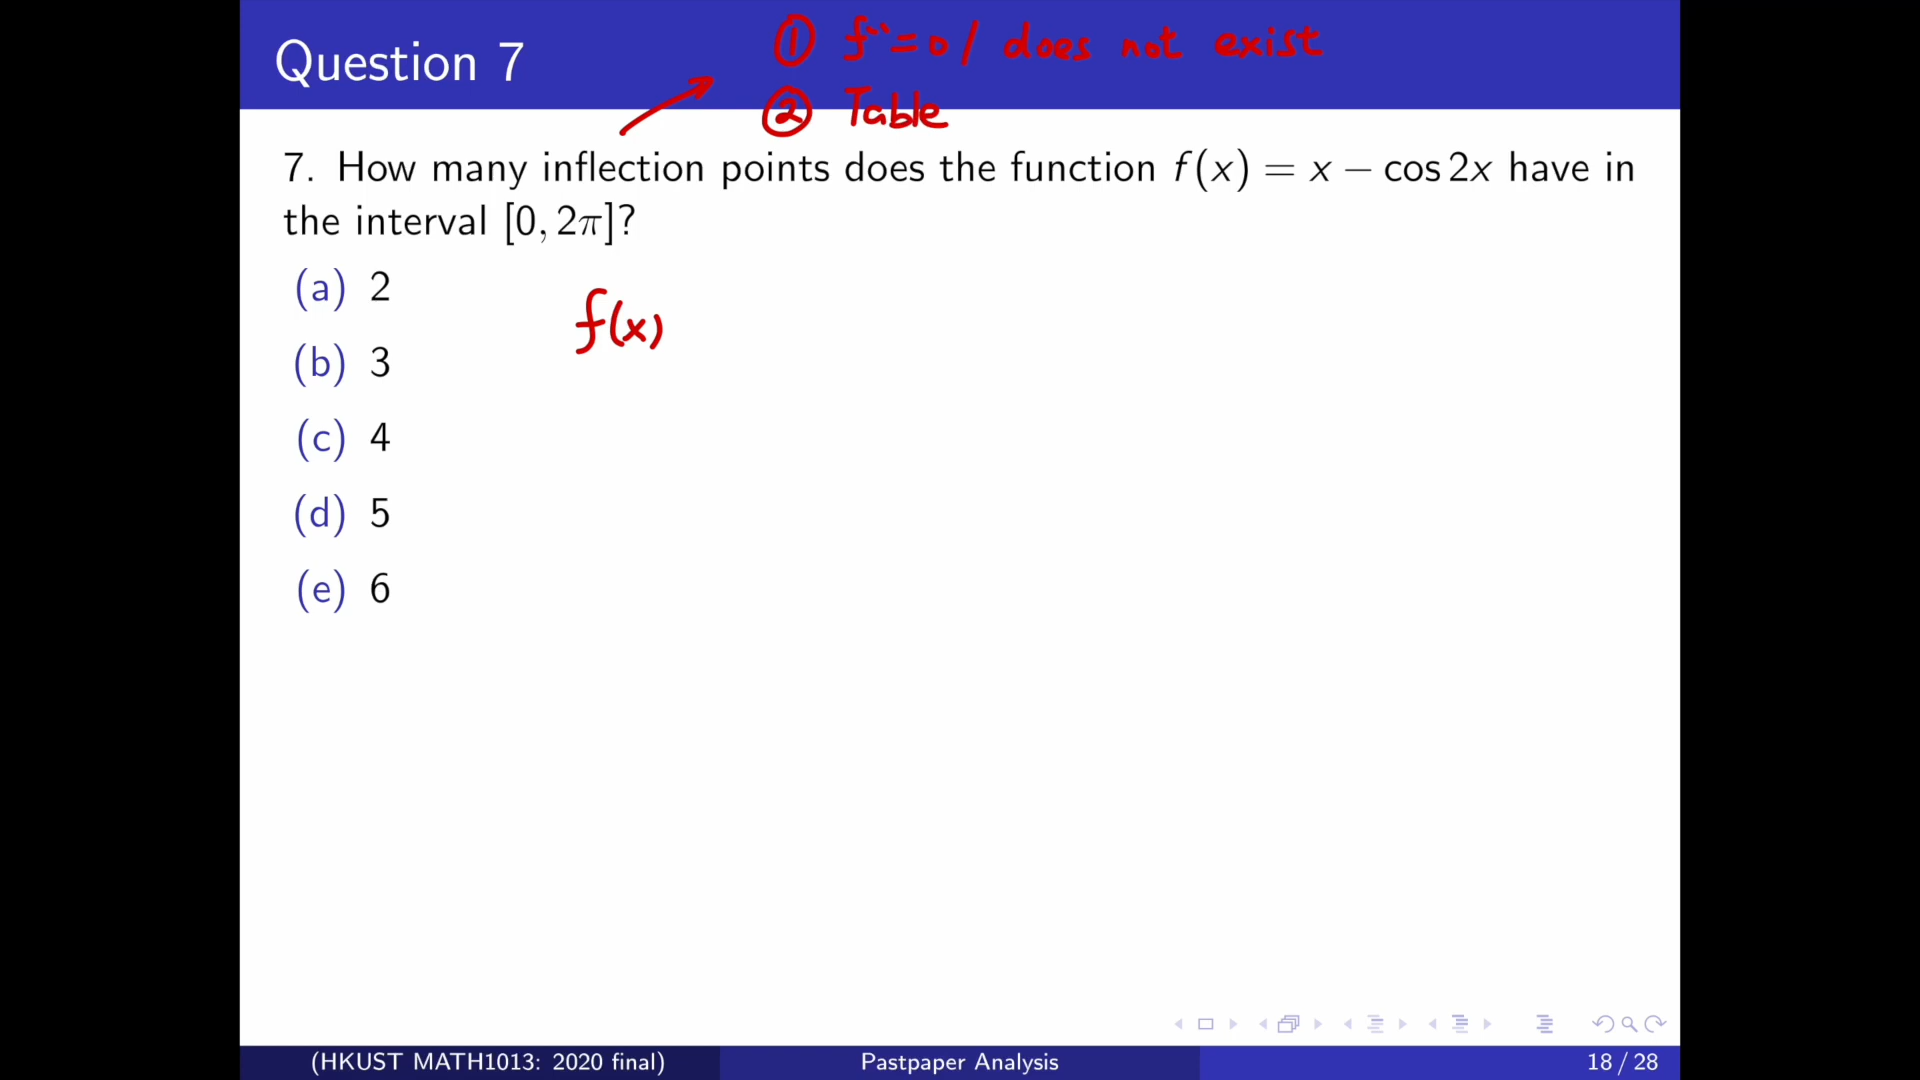 Question 7
① f``=0/ does not exist
② Table
7. How many inflection points does the function f(x) = x − cos 2x have in
the interval [0, 2π]?
(a) 2
(b) 3
(c) 4
(d) 5
(e) 6
f(x)
(HKUST MATH1013: 2020 final) Pastpaper Analysis 18 / 28